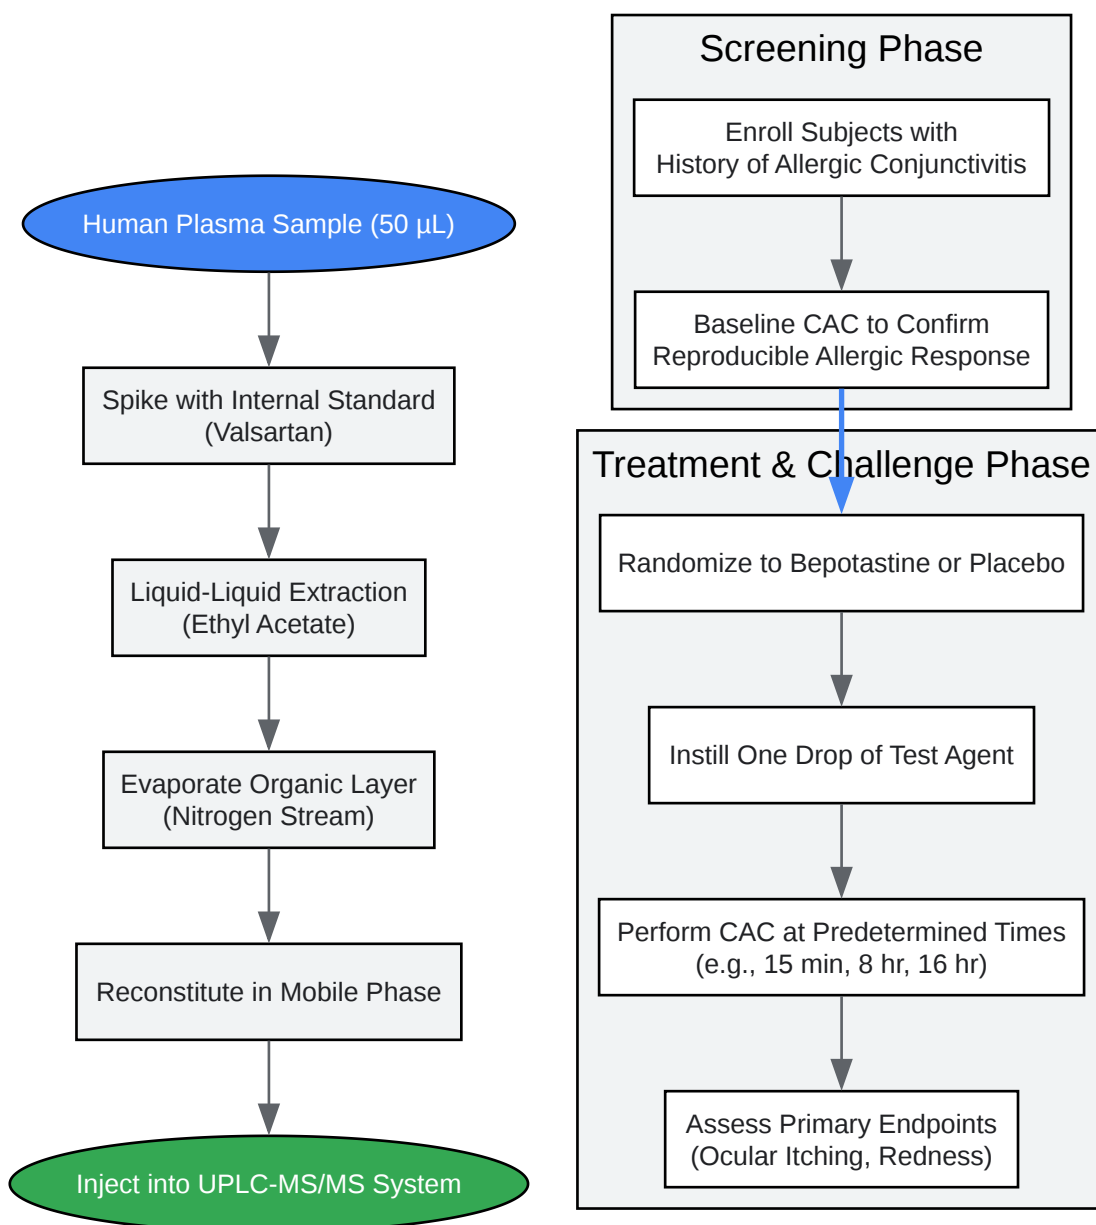 Human Plasma Sample (50 µL)
Spike with Internal Standard
(Valsartan)
Liquid-Liquid Extraction
(Ethyl Acetate)
Evaporate Organic Layer
(Nitrogen Stream)
Reconstitute in Mobile Phase
Inject into UPLC-MS/MS System
Screening Phase
Enroll Subjects with
History of Allergic Conjunctivitis
Baseline CAC to Confirm
Reproducible Allergic Response
Treatment & Challenge Phase
Randomize to Bepotastine or Placebo
Instill One Drop of Test Agent
Perform CAC at Predetermined Times
(e.g., 15 min, 8 hr, 16 hr)
Assess Primary Endpoints
(Ocular Itching, Redness)